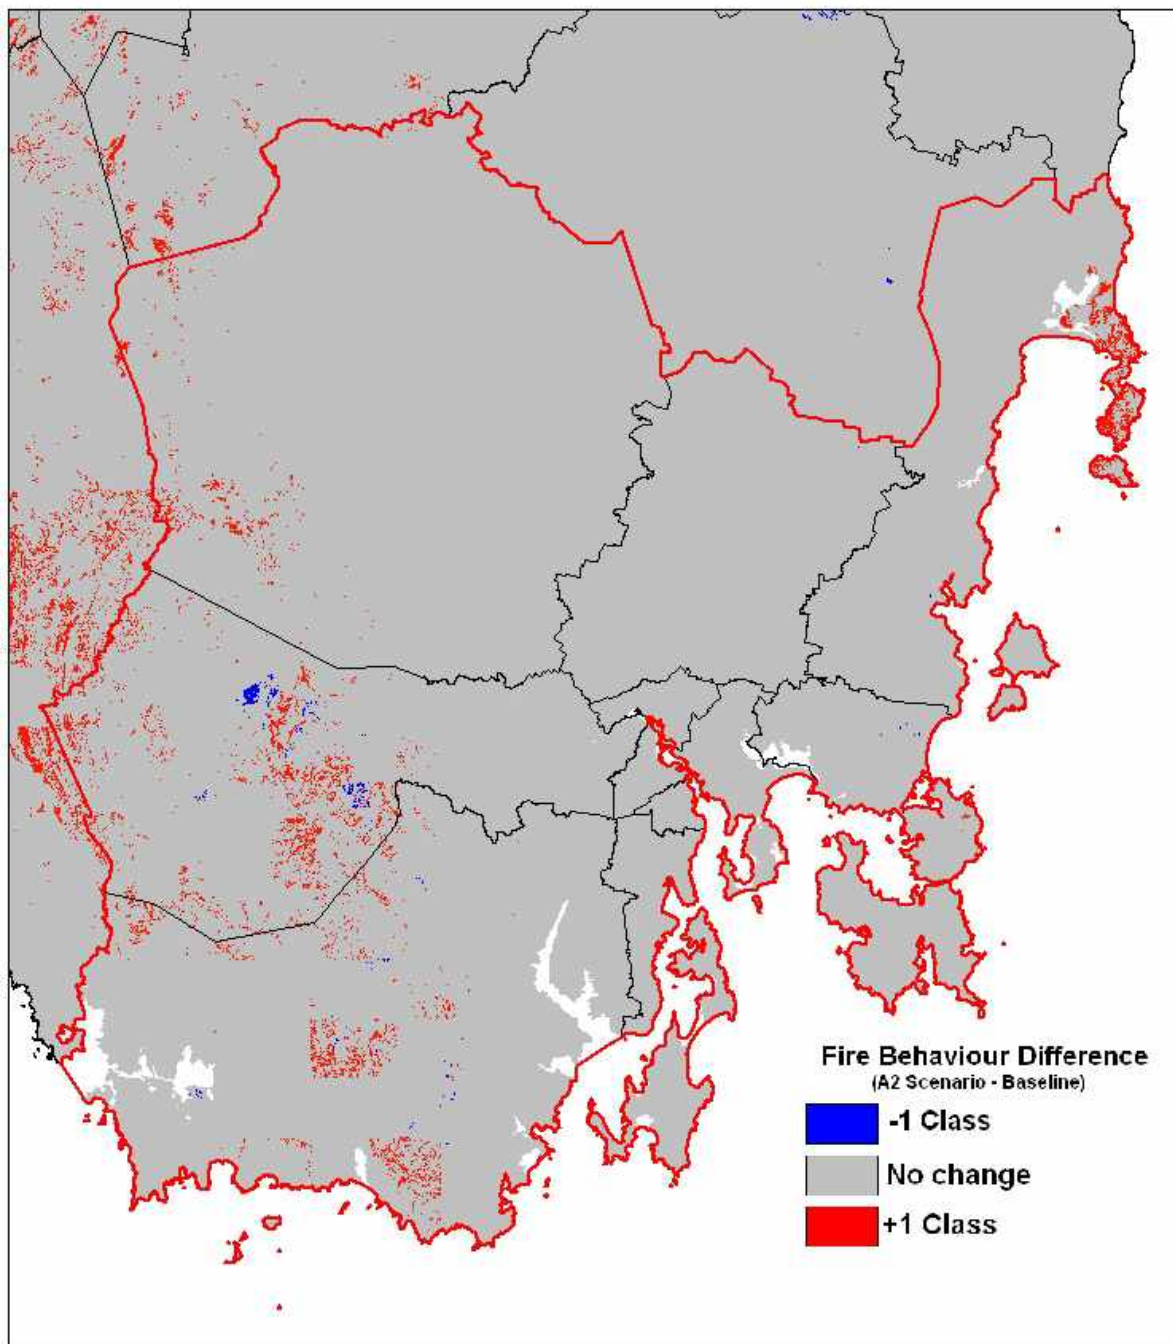 Fire Behaviour Difference
(A2 Scenario - Baseline)
-1 Class
No change
+1 Class